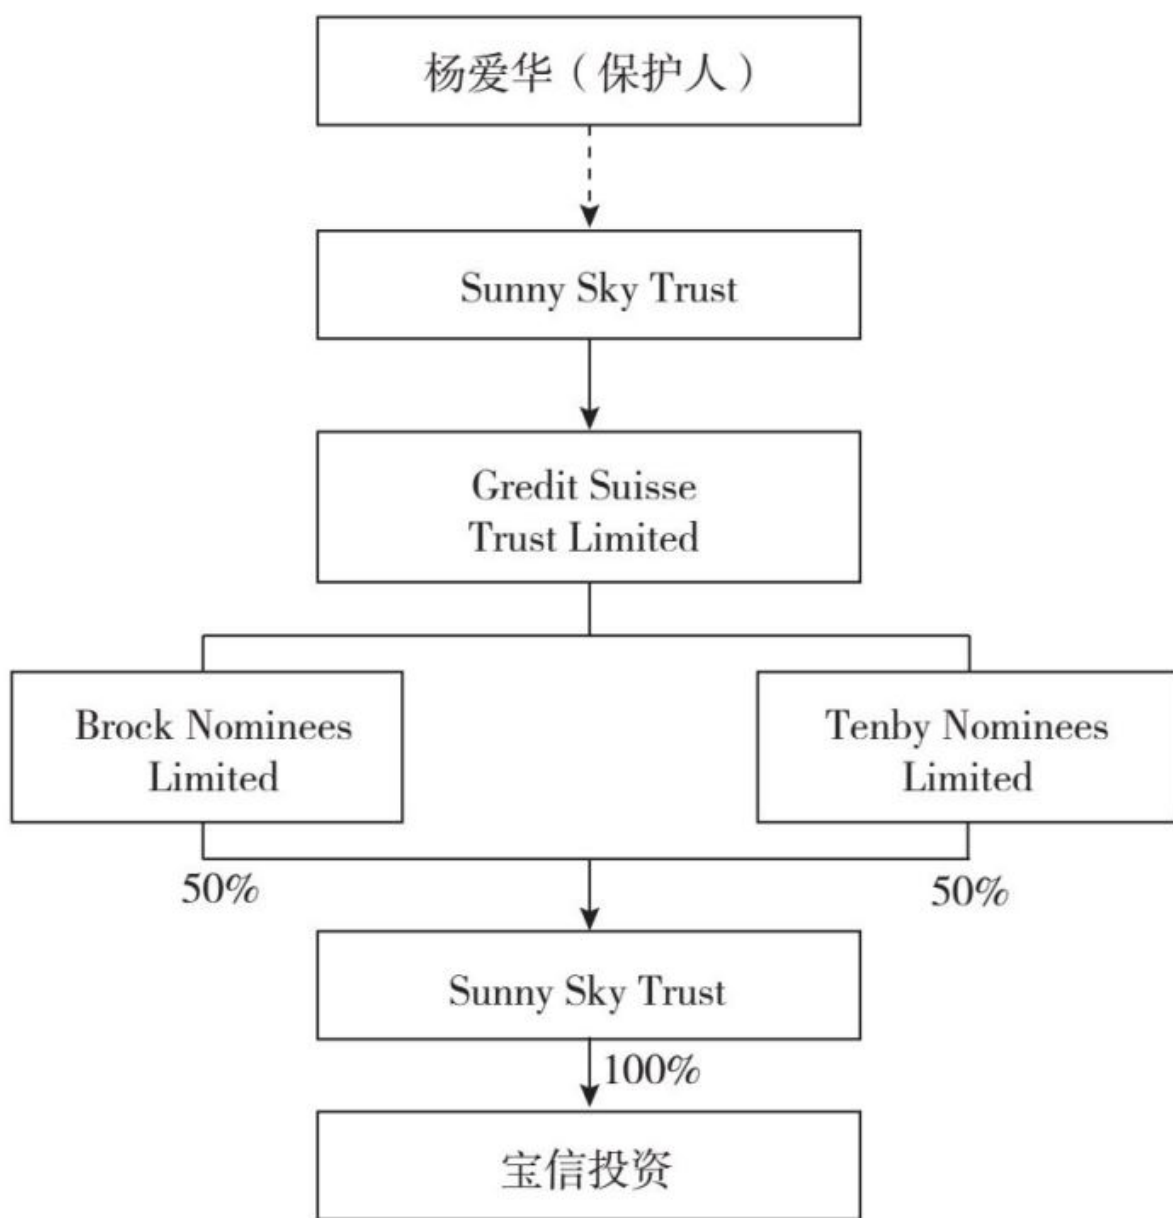 杨爱华（保护人）
Sunny Sky Trust
Gredit Suisse
Trust Limited
Brock Nominees
Limited
Tenby Nominees
Limited
50%
50%
Sunny Sky Trust
100%
宝信投资